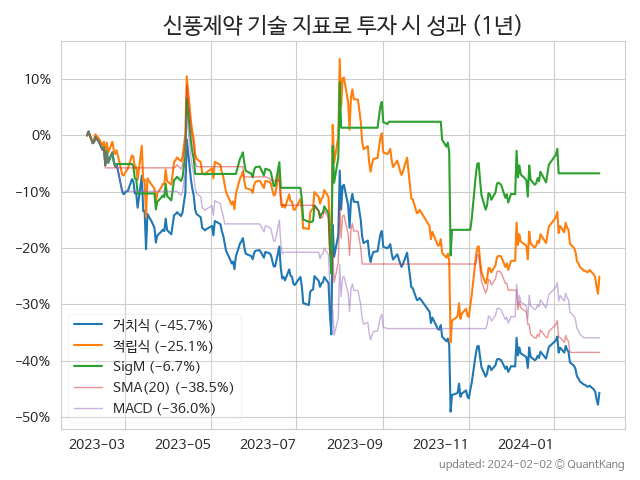 신풍제약 기술 지표로 투자 시 성과 (1년)
10%
0%
−10%
−20%
−30%
−40%
−50%
거치식 (−45.7%)
적립식 (−25.1%)
SigM (−6.7%)
SMA(20) (−38.5%)
MACD (−36.0%)
2023-03 2023-05 2023-07 2023-09 2023-11 2024-01
updated: 2024-02-02 © QuantKang